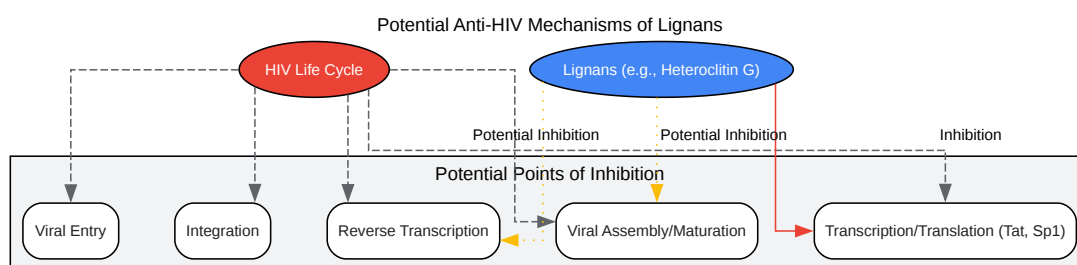 Potential Anti-HIV Mechanisms of Lignans
HIV Life Cycle
Lignans (e.g., Heteroclitin G)
Potential Inhibition
Potential Inhibition
Inhibition
Potential Points of Inhibition
Viral Entry
Integration
Reverse Transcription
Viral Assembly/Maturation
Transcription/Translation (Tat, Sp1)